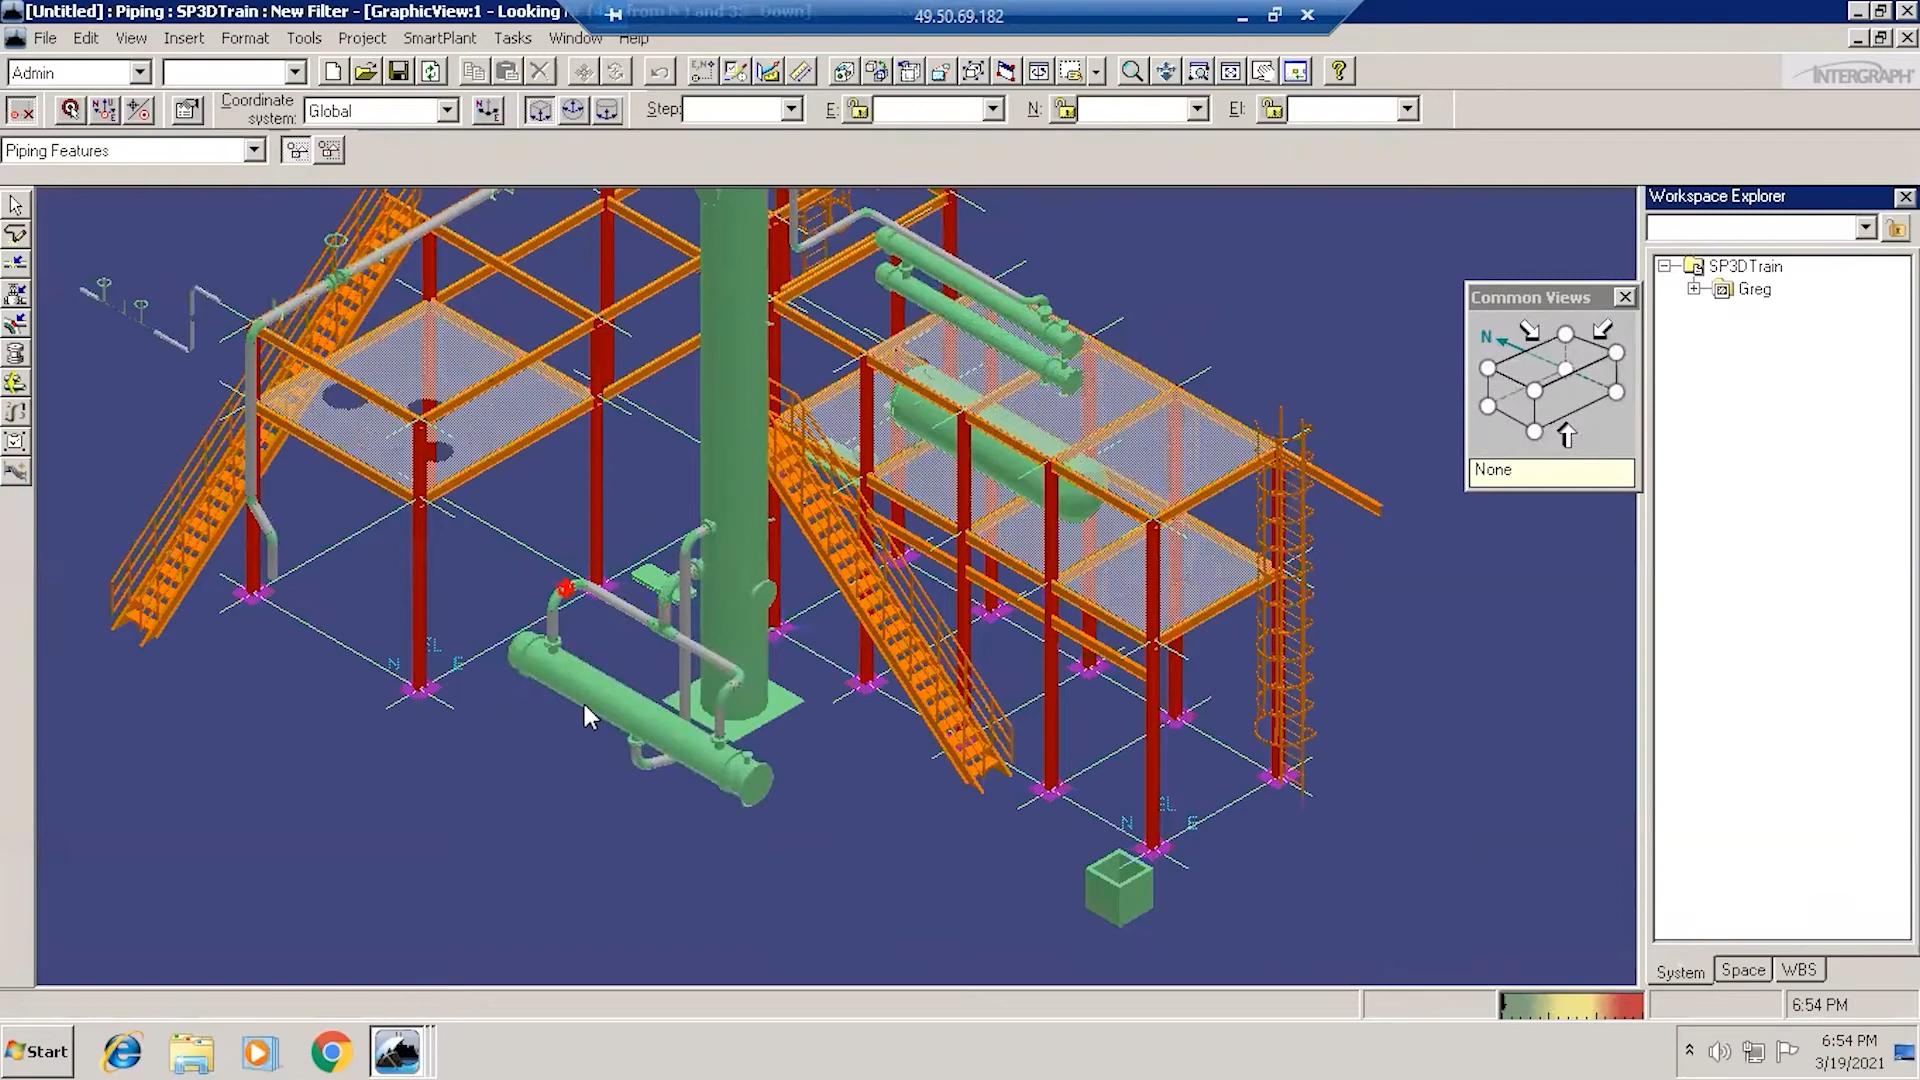 [Untitled] : Piping : SP3DTrain : New Filter - [GraphicView:1 - Looking
49.50.69.182
File Edit View Insert Format Tools Project SmartPlant Tasks Window Help
Admin
INTERGRAPH
Coordinate system: Global
Step: E: N: El:
Piping Features
Workspace Explorer
SP3DTrain
Greg
Common Views
N
None
EL
N E
EL
N E
System Space WBS
6:54 PM
Start
6:54 PM
3/19/2021